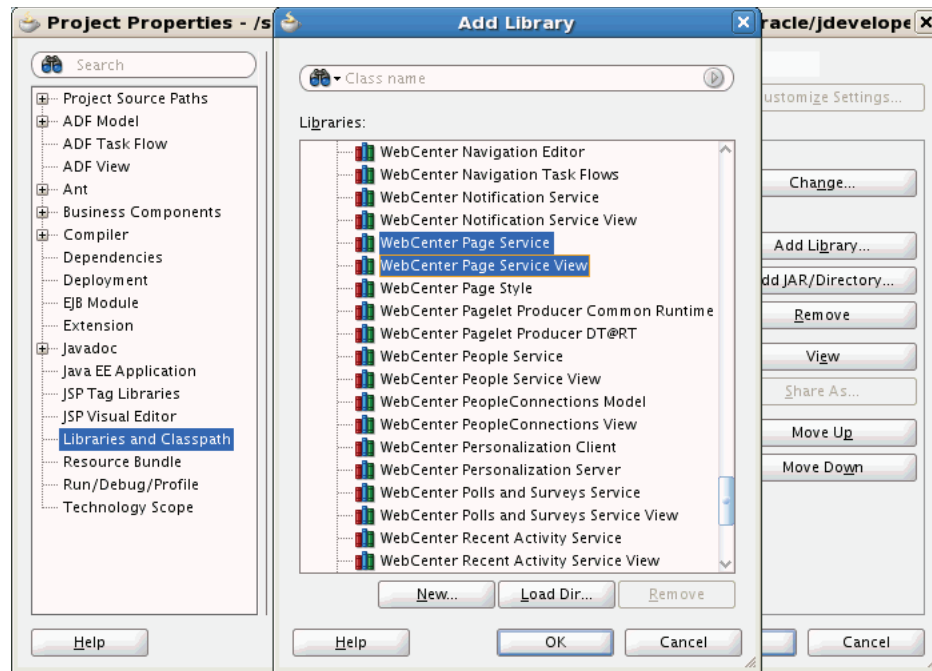 Project Properties - /s
Search
Project Source Paths
ADF Model
ADF Task Flow
ADF View
Ant
Business Components
Compiler
Dependencies
Deployment
EJB Module
Extension
Javadoc
Java EE Application
JSP Tag Libraries
JSP Visual Editor
Libraries and Classpath
Resource Bundle
Run/Debug/Profile
Technology Scope
Help
Add Library
Class name
Libraries:
WebCenter Navigation Editor
WebCenter Navigation Task Flows
WebCenter Notification Service
WebCenter Notification Service View
WebCenter Page Service
WebCenter Page Service View
WebCenter Page Style
WebCenter Pagelet Producer Common Runtime
WebCenter Pagelet Producer DT@RT
WebCenter People Service
WebCenter People Service View
WebCenter PeopleConnections Model
WebCenter PeopleConnections View
WebCenter Personalization Client
WebCenter Personalization Server
WebCenter Polls and Surveys Service
WebCenter Polls and Surveys Service View
WebCenter Recent Activity Service
WebCenter Recent Activity Service View
New... Load Dir... Remove
Help OK Cancel
racle/jdevelope
ustomize Settings...
Change...
Add Library...
dd JAR/Directory...
Remove
View
Share As...
Move Up
Move Down
Cancel